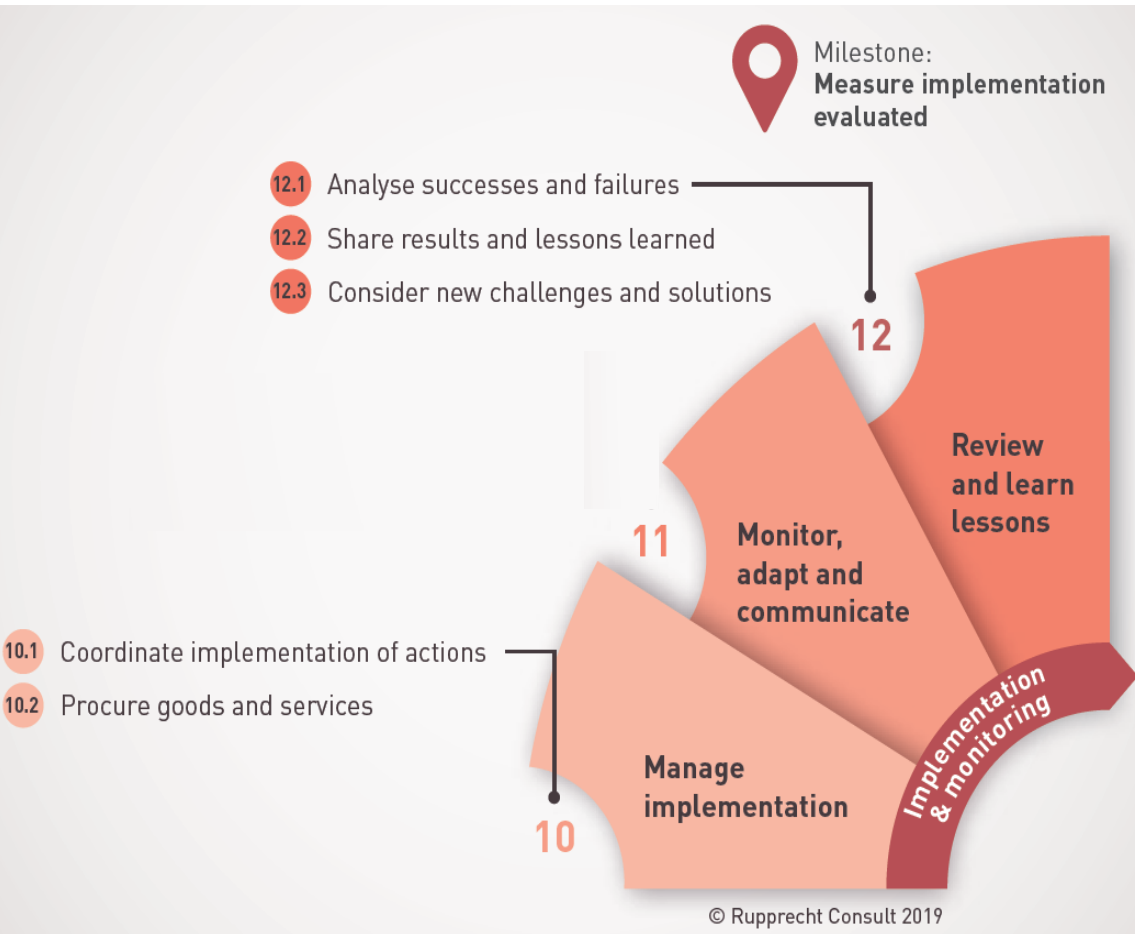 Milestone:
Measure implementation
evaluated
12.1 Analyse successes and failures
12.2 Share results and lessons learned
12.3 Consider new challenges and solutions
12
Review
and learn
lessons
11
Monitor,
adapt and
communicate
10.1 Coordinate implementation of actions
10.2 Procure goods and services
10
Manage
implementation
Implementation
& monitoring
© Rupprecht Consult 2019